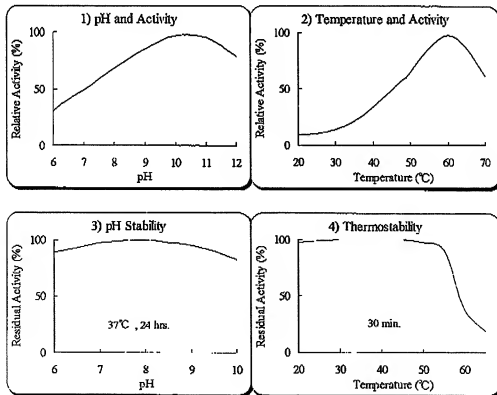 1) pH and Activity
Relative Activity (%)
100
50
0
6 7 8 9 10 11 12
pH
2) Temperature and Activity
Relative Activity (%)
100
50
0
20 30 40 50 60 70
Temperature (℃)
3) pH Stability
Residual Activity (%)
100
50
0
37℃ , 24 hrs.
6 7 8 9 10
pH
4) Thermostability
Residual Activity (%)
100
50
0
30 min.
20 30 40 50 60
Temperature (℃)